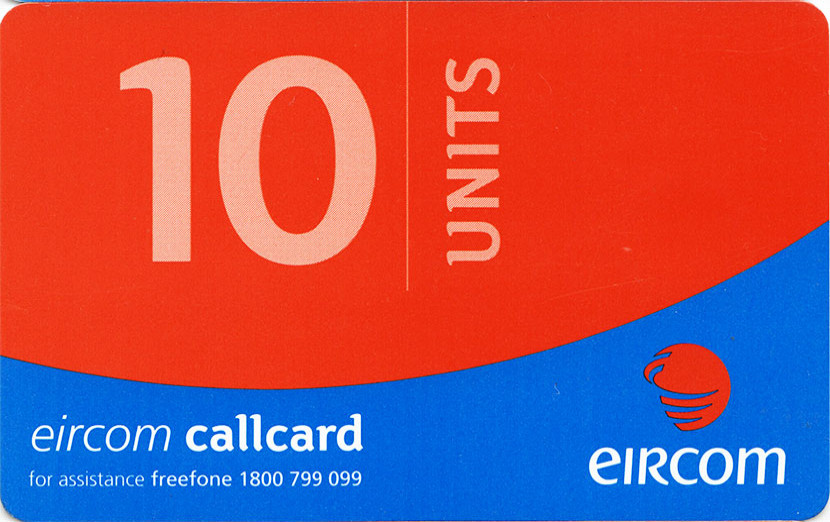 10
UNITS
eircom callcard
for assistance freefone 1800 799 099
eircom